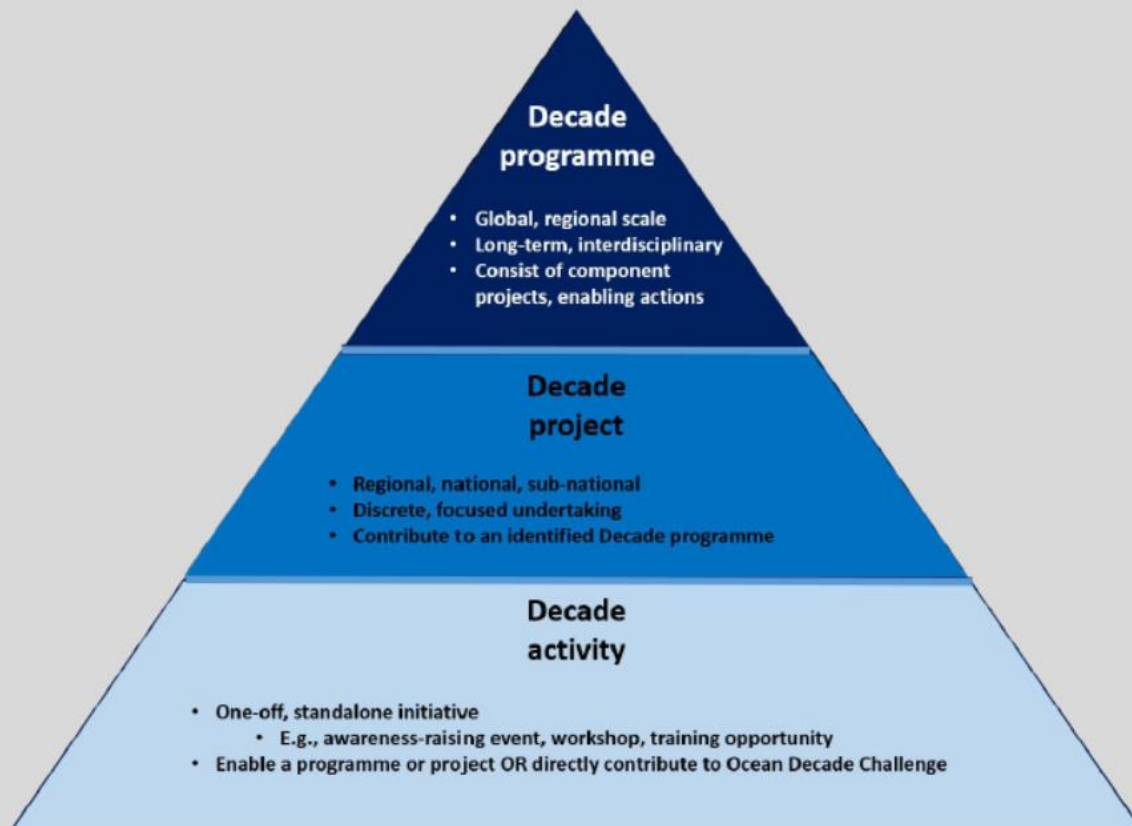 Decade
programme
• Global, regional scale
• Long-term, interdisciplinary
• Consist of component
projects, enabling actions
Decade
project
• Regional, national, sub-national
• Discrete, focused undertaking
• Contribute to an identified Decade programme
Decade
activity
• One-off, standalone initiative
• E.g., awareness-raising event, workshop, training opportunity
• Enable a programme or project OR directly contribute to Ocean Decade Challenge